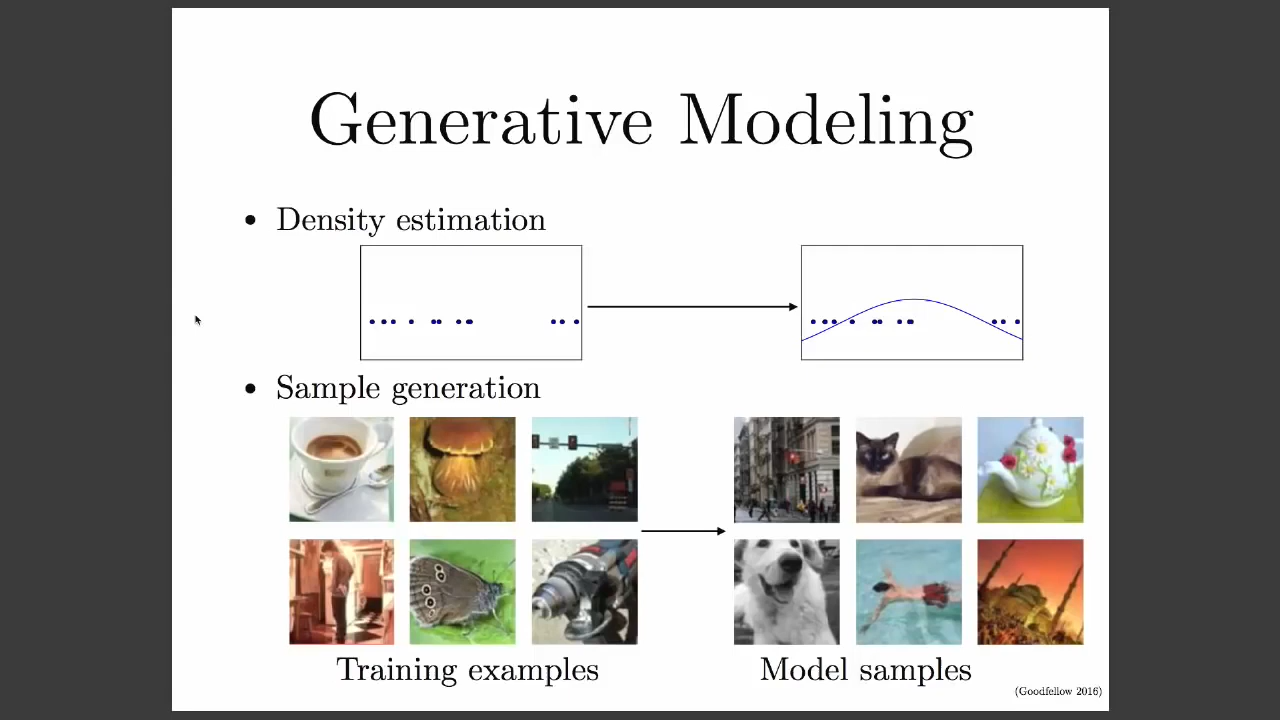 Generative Modeling
• Density estimation
• Sample generation
Training examples
Model samples
(Goodfellow 2016)